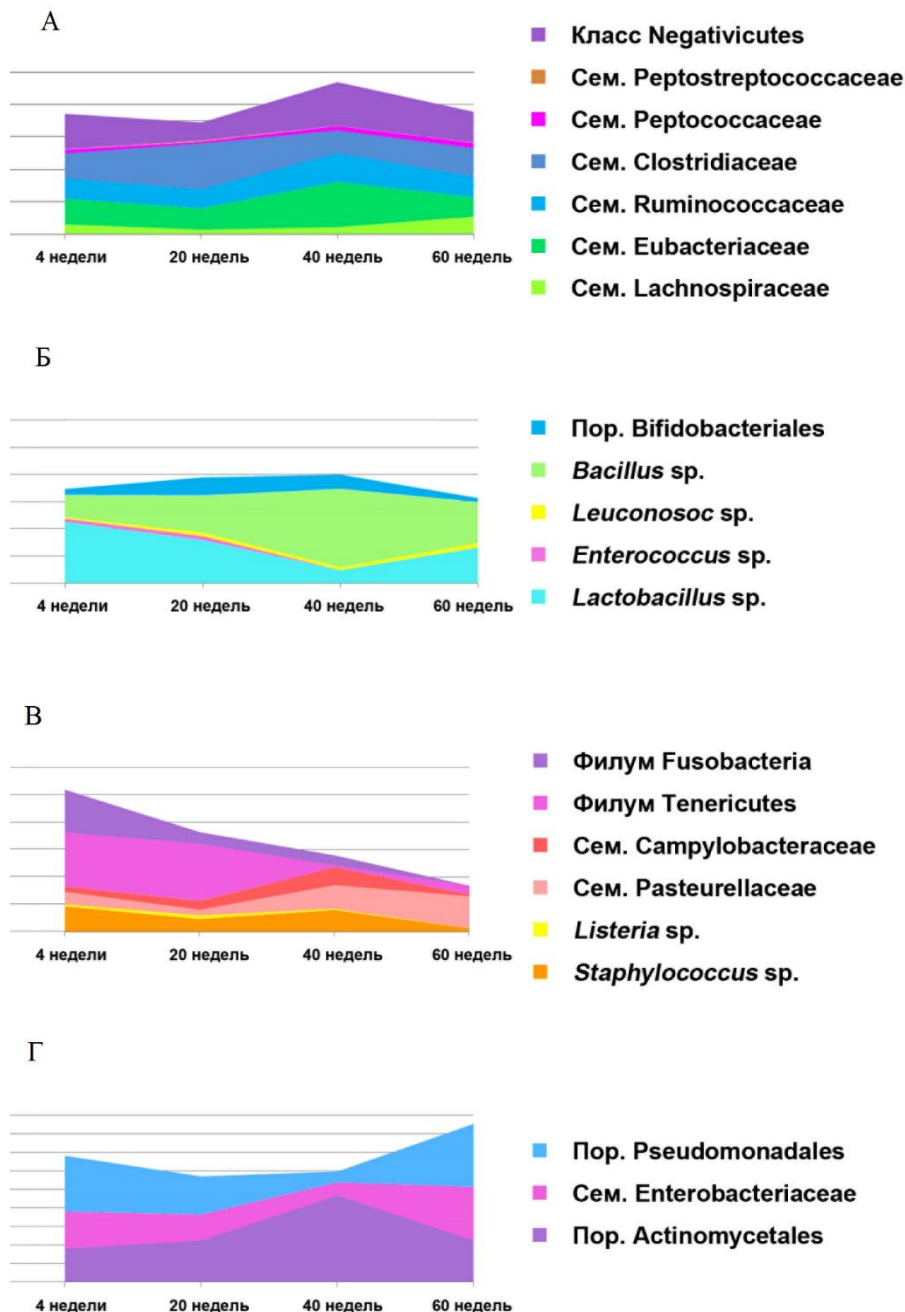 А
Класс Negativicutes
Сем. Peptostreptococcaceae
Сем. Peptococcaceae
Сем. Clostridiaceae
Сем. Ruminococcaceae
Сем. Eubacteriaceae
Сем. Lachnospiraceae
4 недели 20 недель 40 недель 60 недель
Б
Пор. Bifidobacteriales
Bacillus sp.
Leuconosoc sp.
Enterococcus sp.
Lactobacillus sp.
4 недели 20 недель 40 недель 60 недель
В
Филум Fusobacteria
Филум Tenericutes
Сем. Campylobacteraceae
Сем. Pasteurellaceae
Listeria sp.
Staphylococcus sp.
4 недели 20 недель 40 недель 60 недель
Г
Пор. Pseudomonadales
Сем. Enterobacteriaceae
Пор. Actinomycetales
4 недели 20 недель 40 недель 60 недель